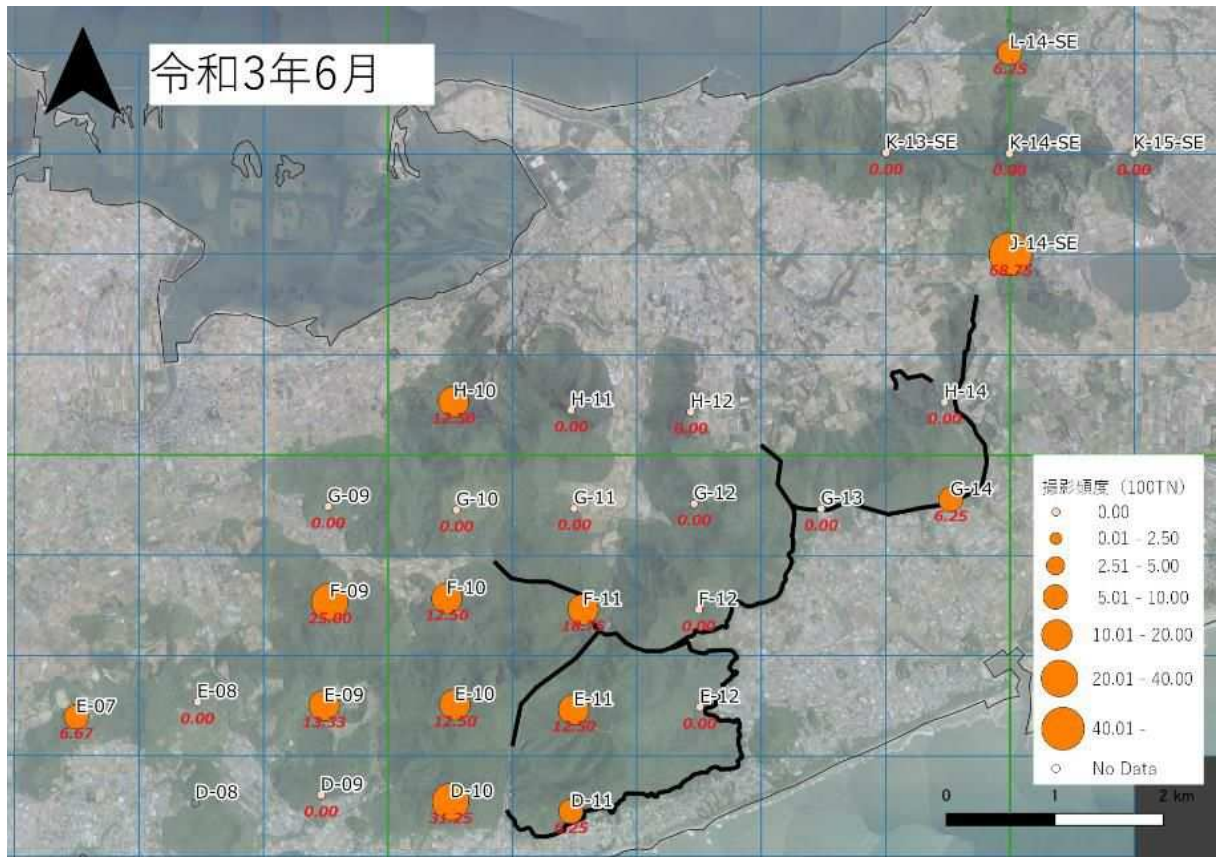 令和3年6月
L-14-SE
6.25
K-13-SE
K-14-SE
K-15-SE
0.00
0.00
0.00
J-14-SE
68.75
H-10
H-11
H-12
H-14
12.50
0.00
0.00
0.00
G-09
G-10
G-11
G-12
G-13
G-14
0.00
0.00
0.00
0.00
0.00
6.25
F-09
F-10
F-11
F-12
25.00
12.50
18.75
0.00
E-07
E-08
E-09
E-10
E-11
E-12
6.67
0.00
13.33
12.50
12.50
0.00
D-08
D-09
D-10
D-11
0.00
31.25
6.25
撮影頻度（100TN）
0.00
0.01 - 2.50
2.51 - 5.00
5.01 - 10.00
10.01 - 20.00
20.01 - 40.00
40.01 -
No Data
0 1 2 km